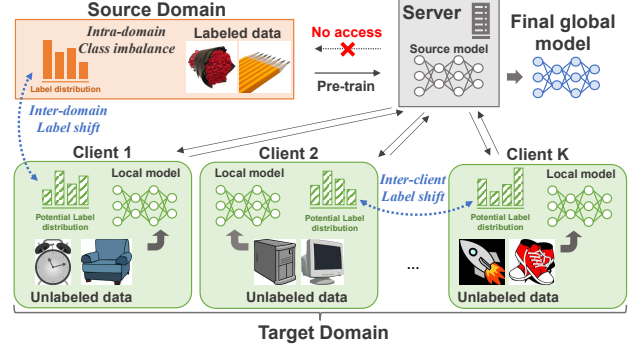 Source Domain
Intra-domain
Class imbalance
Labeled data
Label distribution
No access
Pre-train
Server
Source model
Final global
model
Inter-domain
Label shift
Client 1
Local model
Potential Label
distribution
Unlabeled data
Client 2
Local model
Potential Label
distribution
Unlabeled data
Inter-client
Label shift
...
Client K
Local model
Potential Label
distribution
Unlabeled data
Target Domain